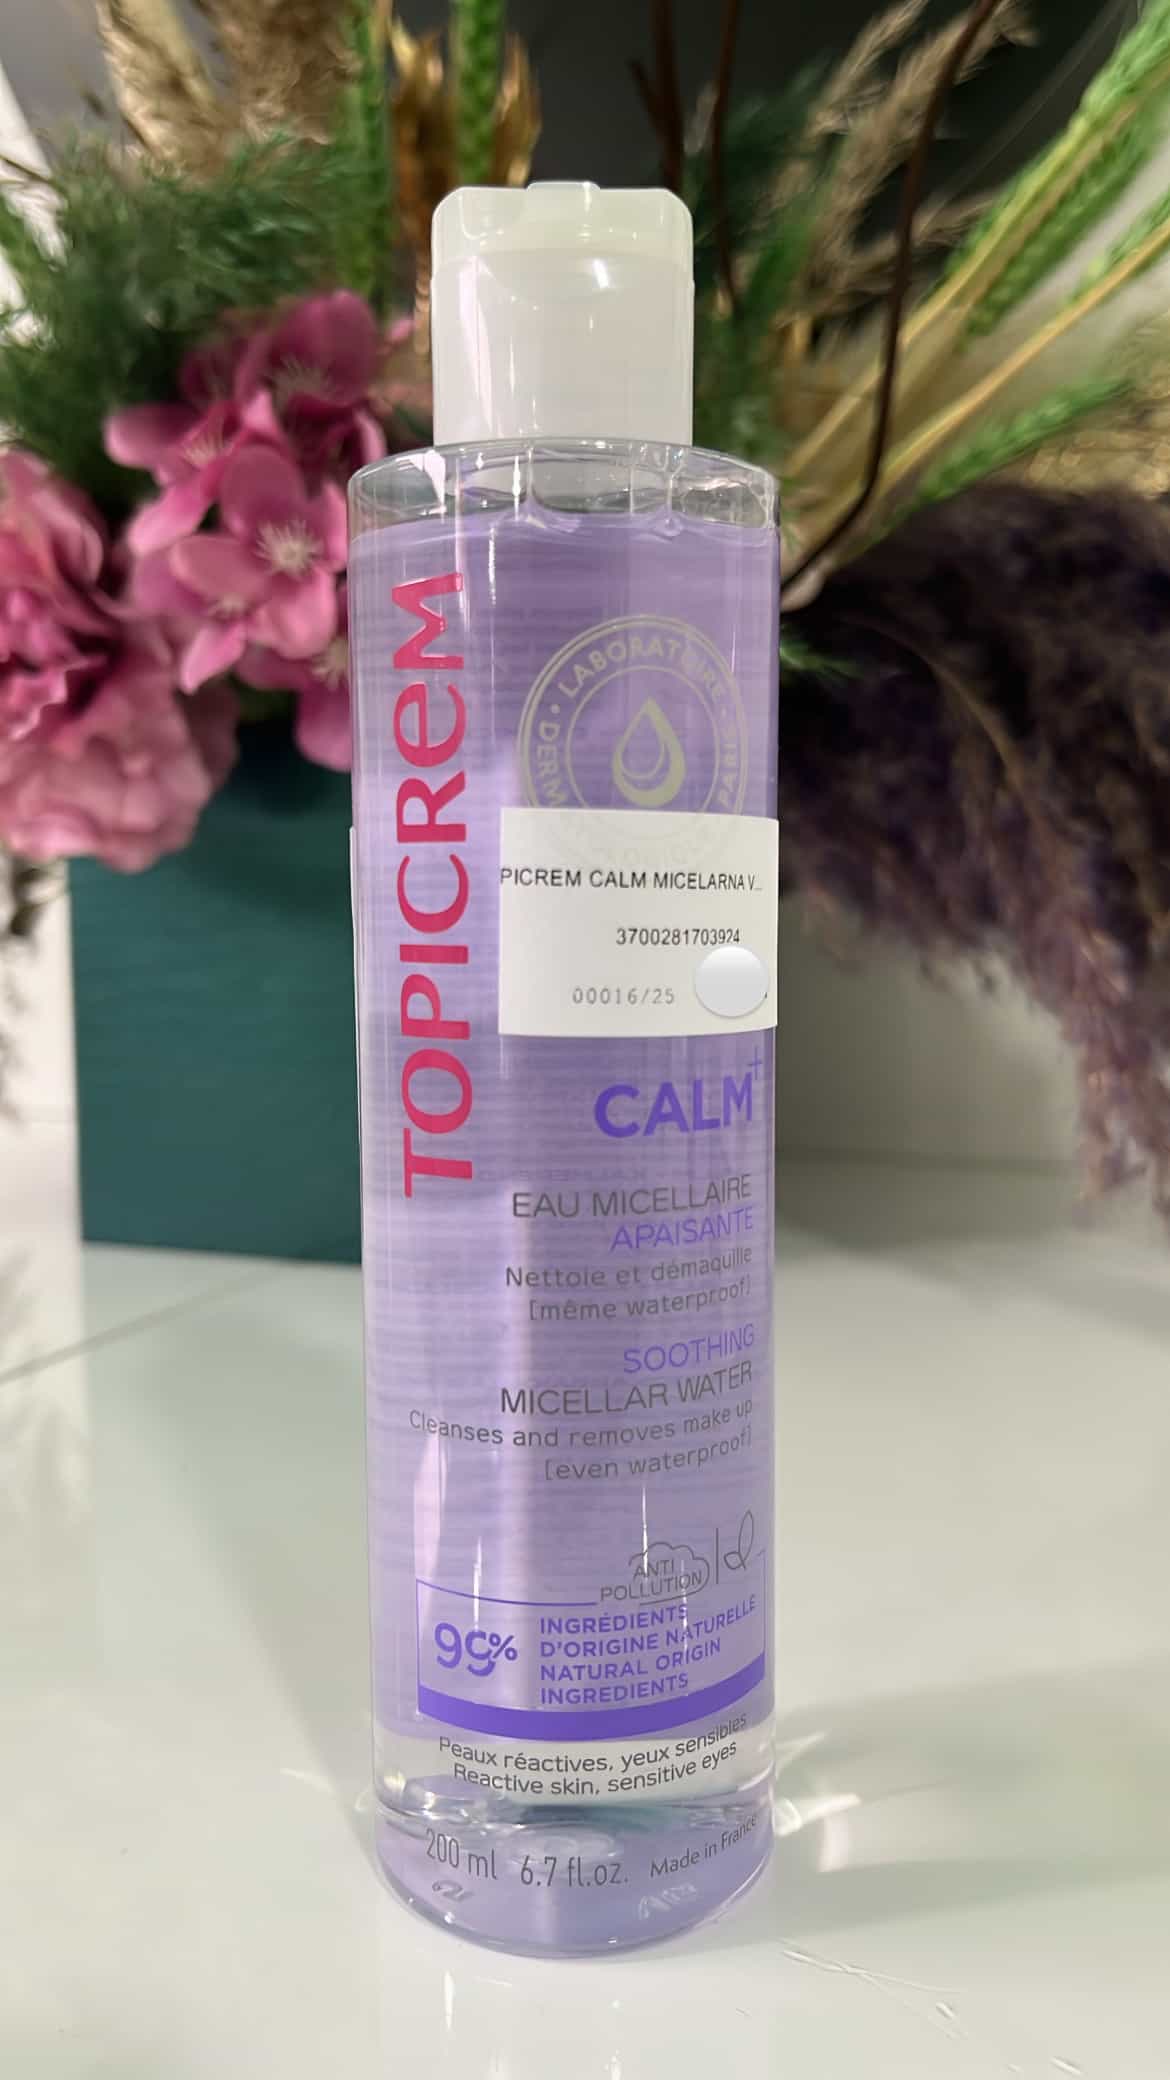 TOPICREM
LABORATOIRE • PARIS
PICREM CALM MICELARNA V...
3700281703924
00016/25
CALM+
EAU MICELLAIRE
APAISANTE
Nettoie et démaquille
[même waterproof]
SOOTHING
MICELLAR WATER
Cleanses and removes make up
[even waterproof]
ANTI
POLLUTION
99% INGRÉDIENTS
D'ORIGINE NATURELLE
NATURAL ORIGIN
INGREDIENTS
Peaux réactives, yeux sensibles
Reactive skin, sensitive eyes
200 ml 6.7 fl.oz. Made in France